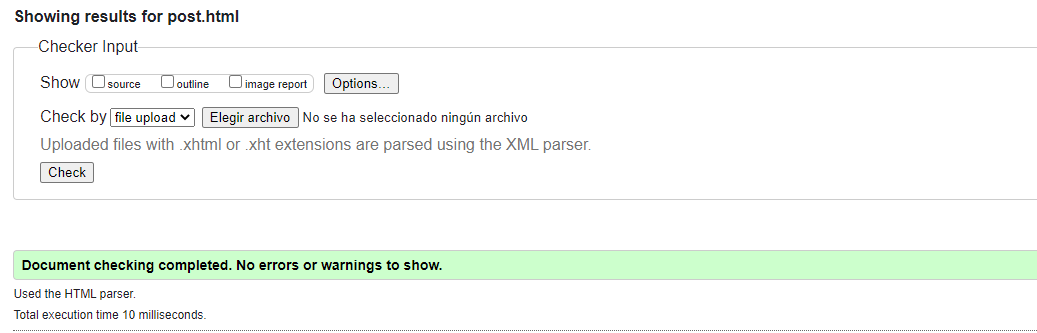 Showing results for post.html
Checker Input
Show source outline image report Options...
Check by file upload Elegir archivo No se ha seleccionado ningún archivo
Uploaded files with .xhtml or .xht extensions are parsed using the XML parser.
Check
Document checking completed. No errors or warnings to show.
Used the HTML parser.
Total execution time 10 milliseconds.